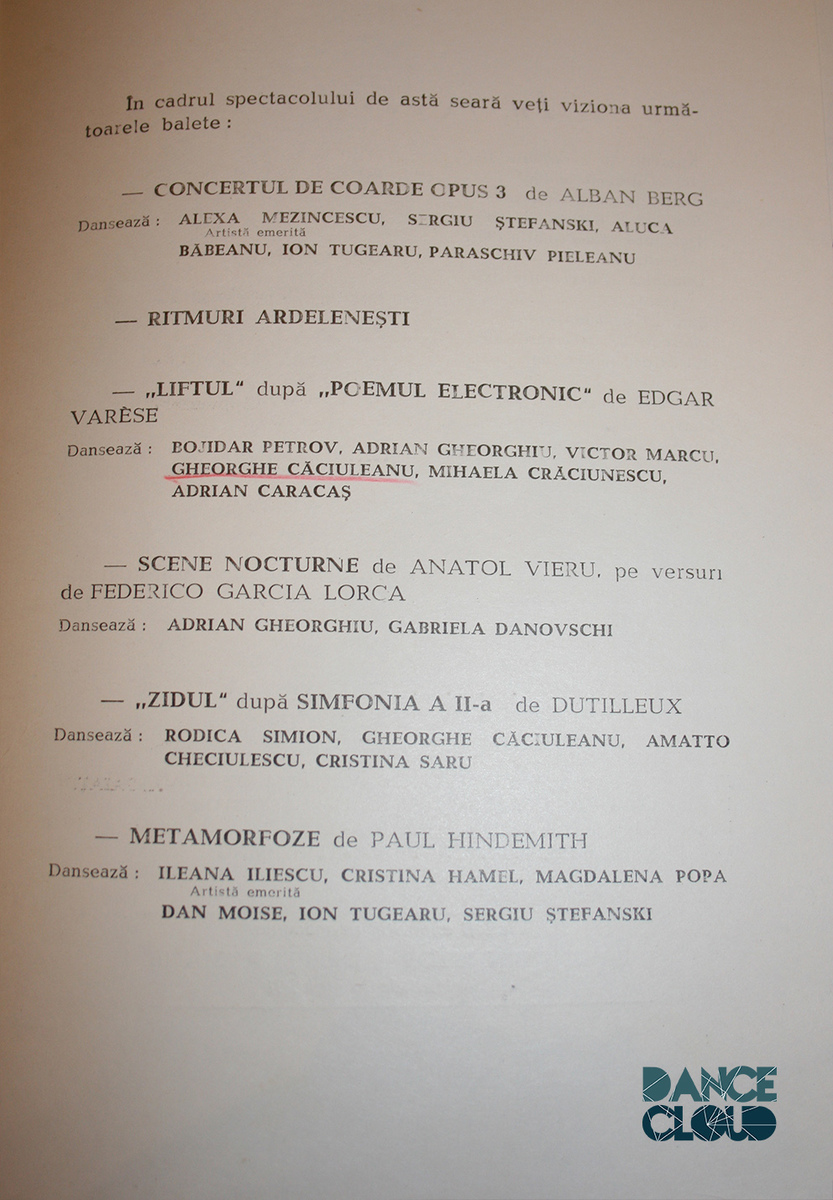 In cadrul spectacolului de astă seară veți viziona urmă-
toarele balete :
— CONCERTUL DE COARDE OPUS 3 de ALBAN BERG
Dansează : ALEXA MEZINCESCU, SERGIU ȘTEFANSKI, ALUCA
Artistă emerită
BĂBEANU, ION TUGEARU, PARASCHIV PIELEANU
— RITMURI ARDELENEȘTI
— „LIFTUL“ după „POEMUL ELECTRONIC“ de EDGAR
VARÈSE
Dansează : BOJIDAR PETROV, ADRIAN GHEORGHIU, VICTOR MARCU,
GHEORGHE CĂCIULEANU, MIHAELA CRĂCIUNESCU,
ADRIAN CARACAȘ
— SCENE NOCTURNE de ANATOL VIERU, pe versuri
de FEDERICO GARCIA LORCA
Dansează : ADRIAN GHEORGHIU, GABRIELA DANOVSCHI
— „ZIDUL“ după SIMFONIA A II-a de DUTILLEUX
Dansează : RODICA SIMION, GHEORGHE CĂCIULEANU, AMATTO
CHECIULESCU, CRISTINA SARU
— METAMORFOZE de PAUL HINDEMITH
Dansează : ILEANA ILIESCU, CRISTINA HAMEL, MAGDALENA POPA
Artistă emerită
DAN MOISE, ION TUGEARU, SERGIU ȘTEFANSKI
DANCE
CLOUD